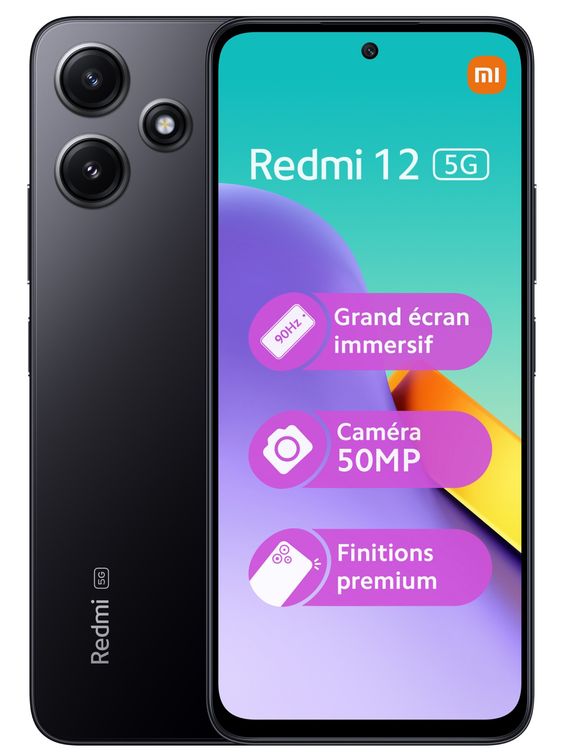 mi
Redmi 12 5G
90Hz
Grand écran
immersif
Caméra
50MP
Finitions
premium
Redmi 5G